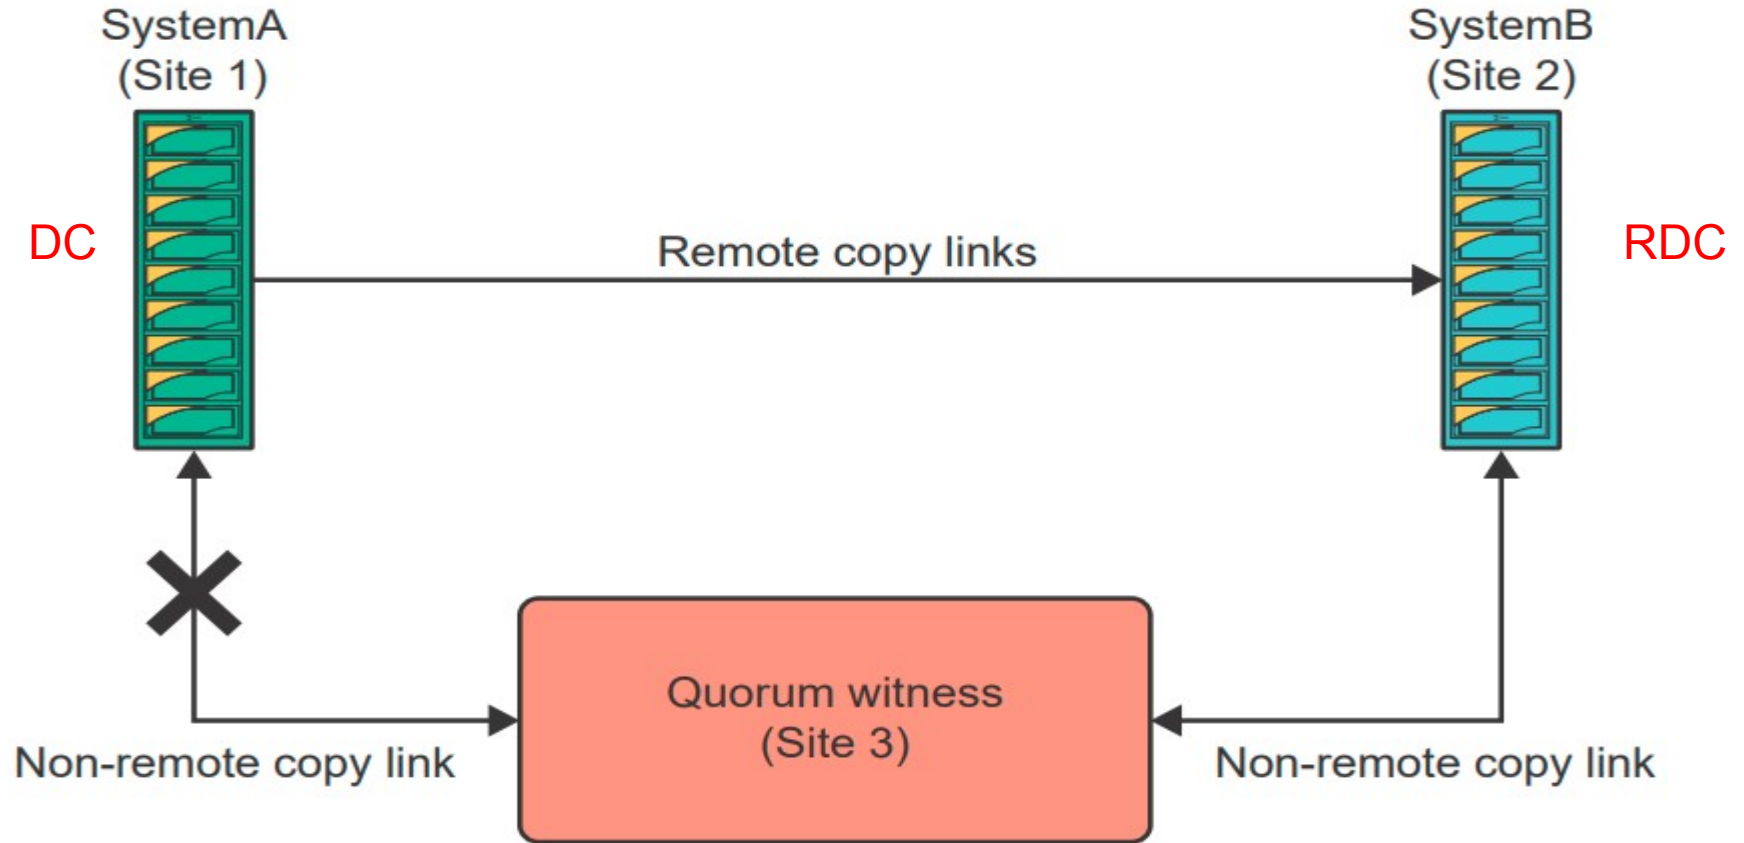 SystemA
(Site 1)
SystemB
(Site 2)
DC
Remote copy links
RDC
Quorum witness
(Site 3)
Non-remote copy link
Non-remote copy link